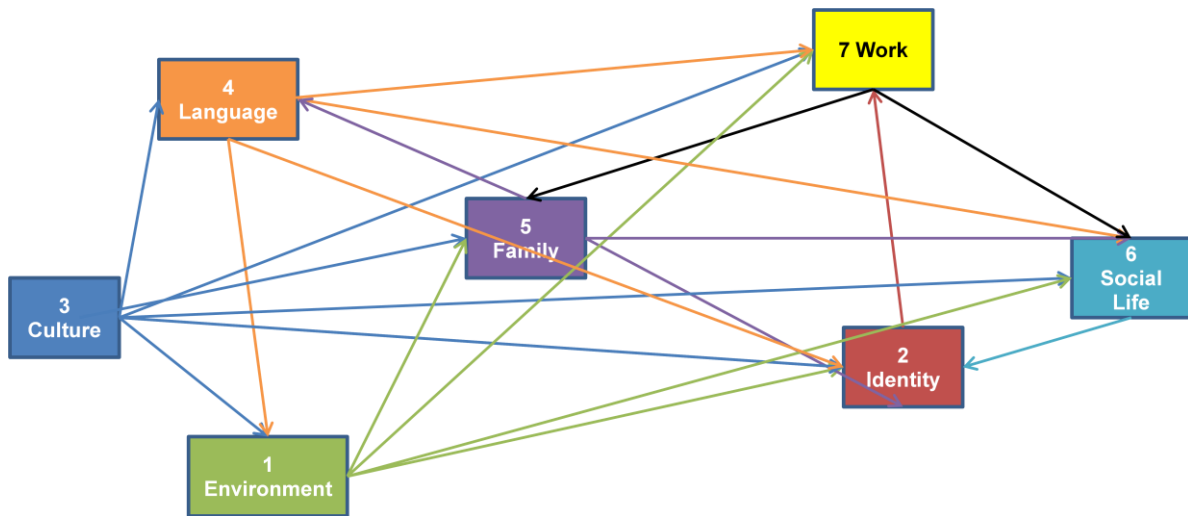 7 Work
4
Language
5
Family
6
Social
Life
3
Culture
2
Identity
1
Environment